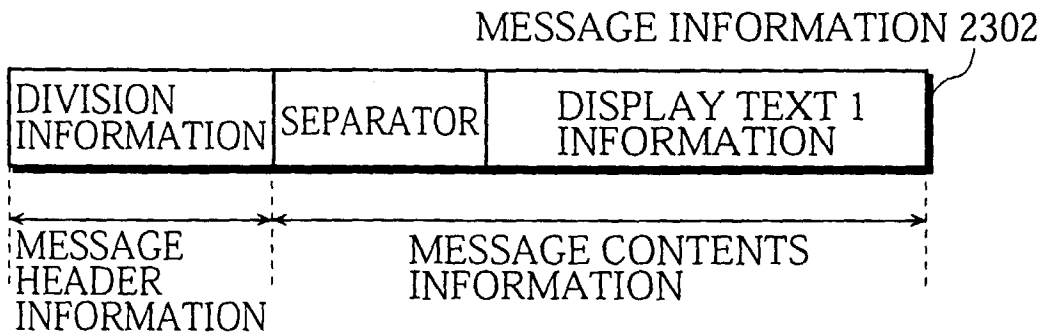 MESSAGE INFORMATION 2302
DIVISION
INFORMATION
SEPARATOR
DISPLAY TEXT 1
INFORMATION
MESSAGE
HEADER
INFORMATION
MESSAGE CONTENTS
INFORMATION